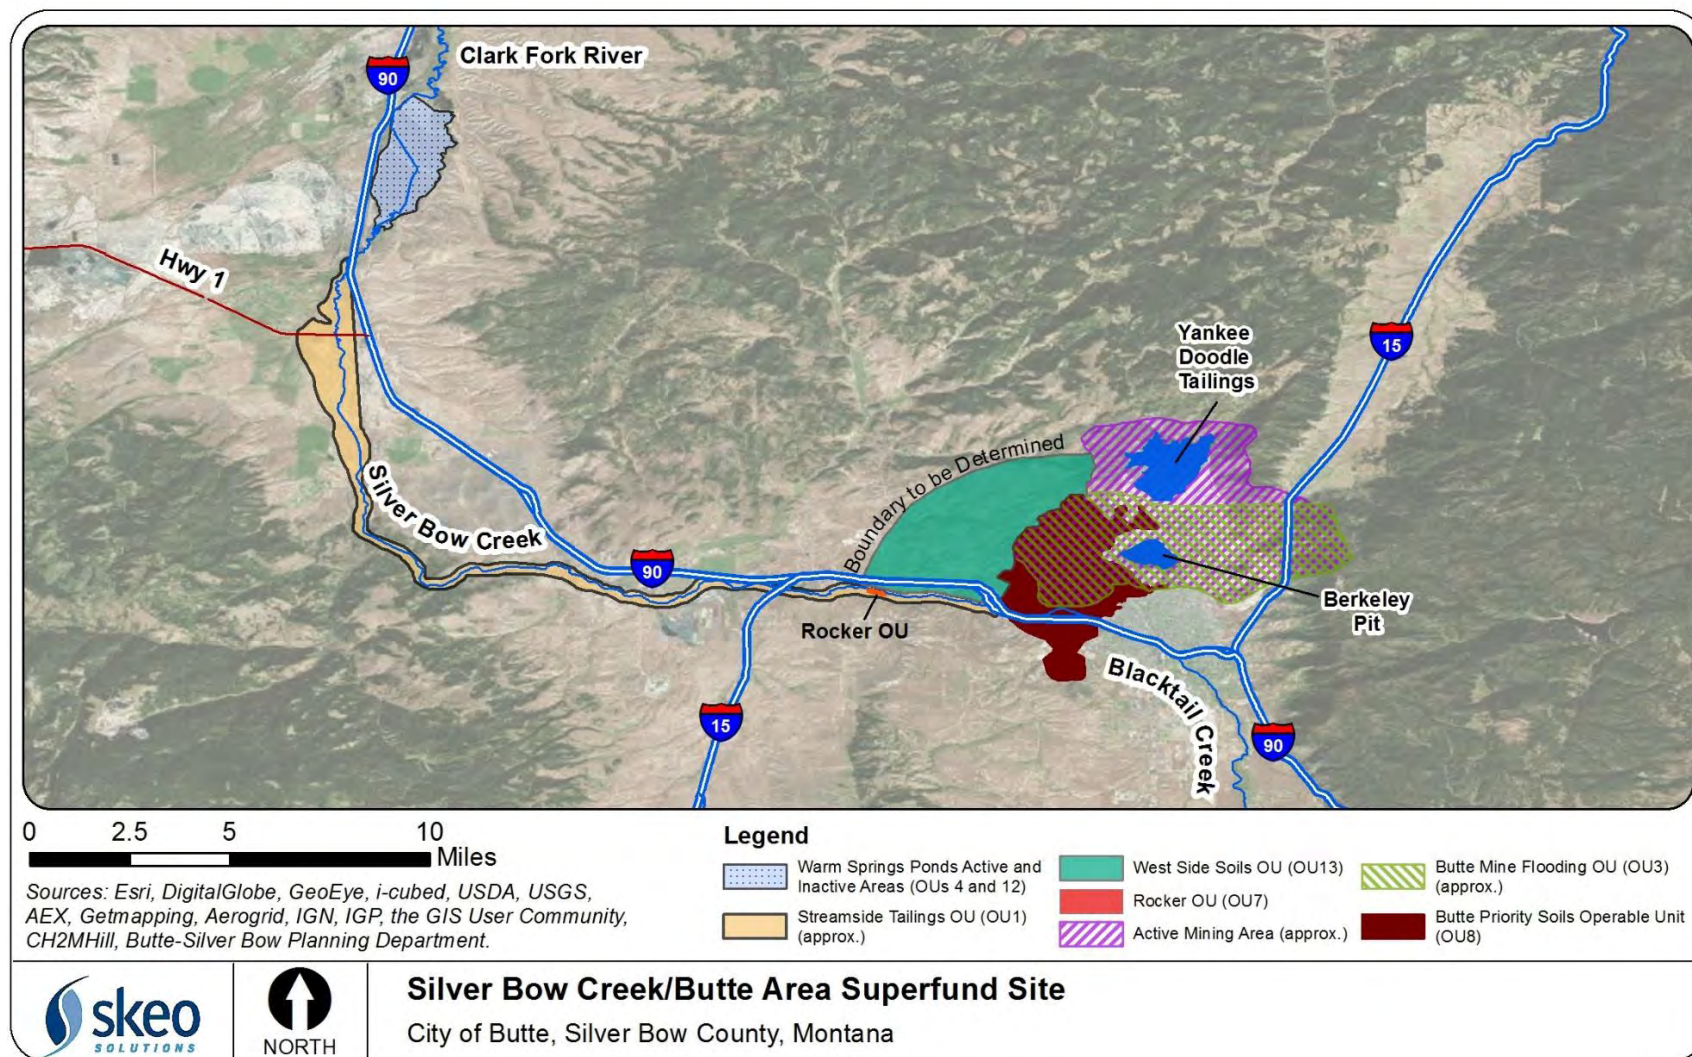 Clark Fork River
90
Hwy 1
15
Yankee
Doodle
Tailings
Boundary to be Determined
Silver Bow Creek
90
Rocker OU
Berkeley
Pit
Blacktail Creek
15
90
0 2.5 5 10
Miles
Sources: Esri, DigitalGlobe, GeoEye, i-cubed, USDA, USGS,
AEX, Getmapping, Aerogrid, IGN, IGP, the GIS User Community,
CH2MHill, Butte-Silver Bow Planning Department.
Legend
Warm Springs Ponds Active and
Inactive Areas (OUs 4 and 12)
Streamside Tailings OU (OU1)
(approx.)
West Side Soils OU (OU13)
Rocker OU (OU7)
Active Mining Area (approx.)
Butte Mine Flooding OU (OU3)
(approx.)
Butte Priority Soils Operable Unit
(OU8)
skeo
SOLUTIONS
NORTH
Silver Bow Creek/Butte Area Superfund Site
City of Butte, Silver Bow County, Montana